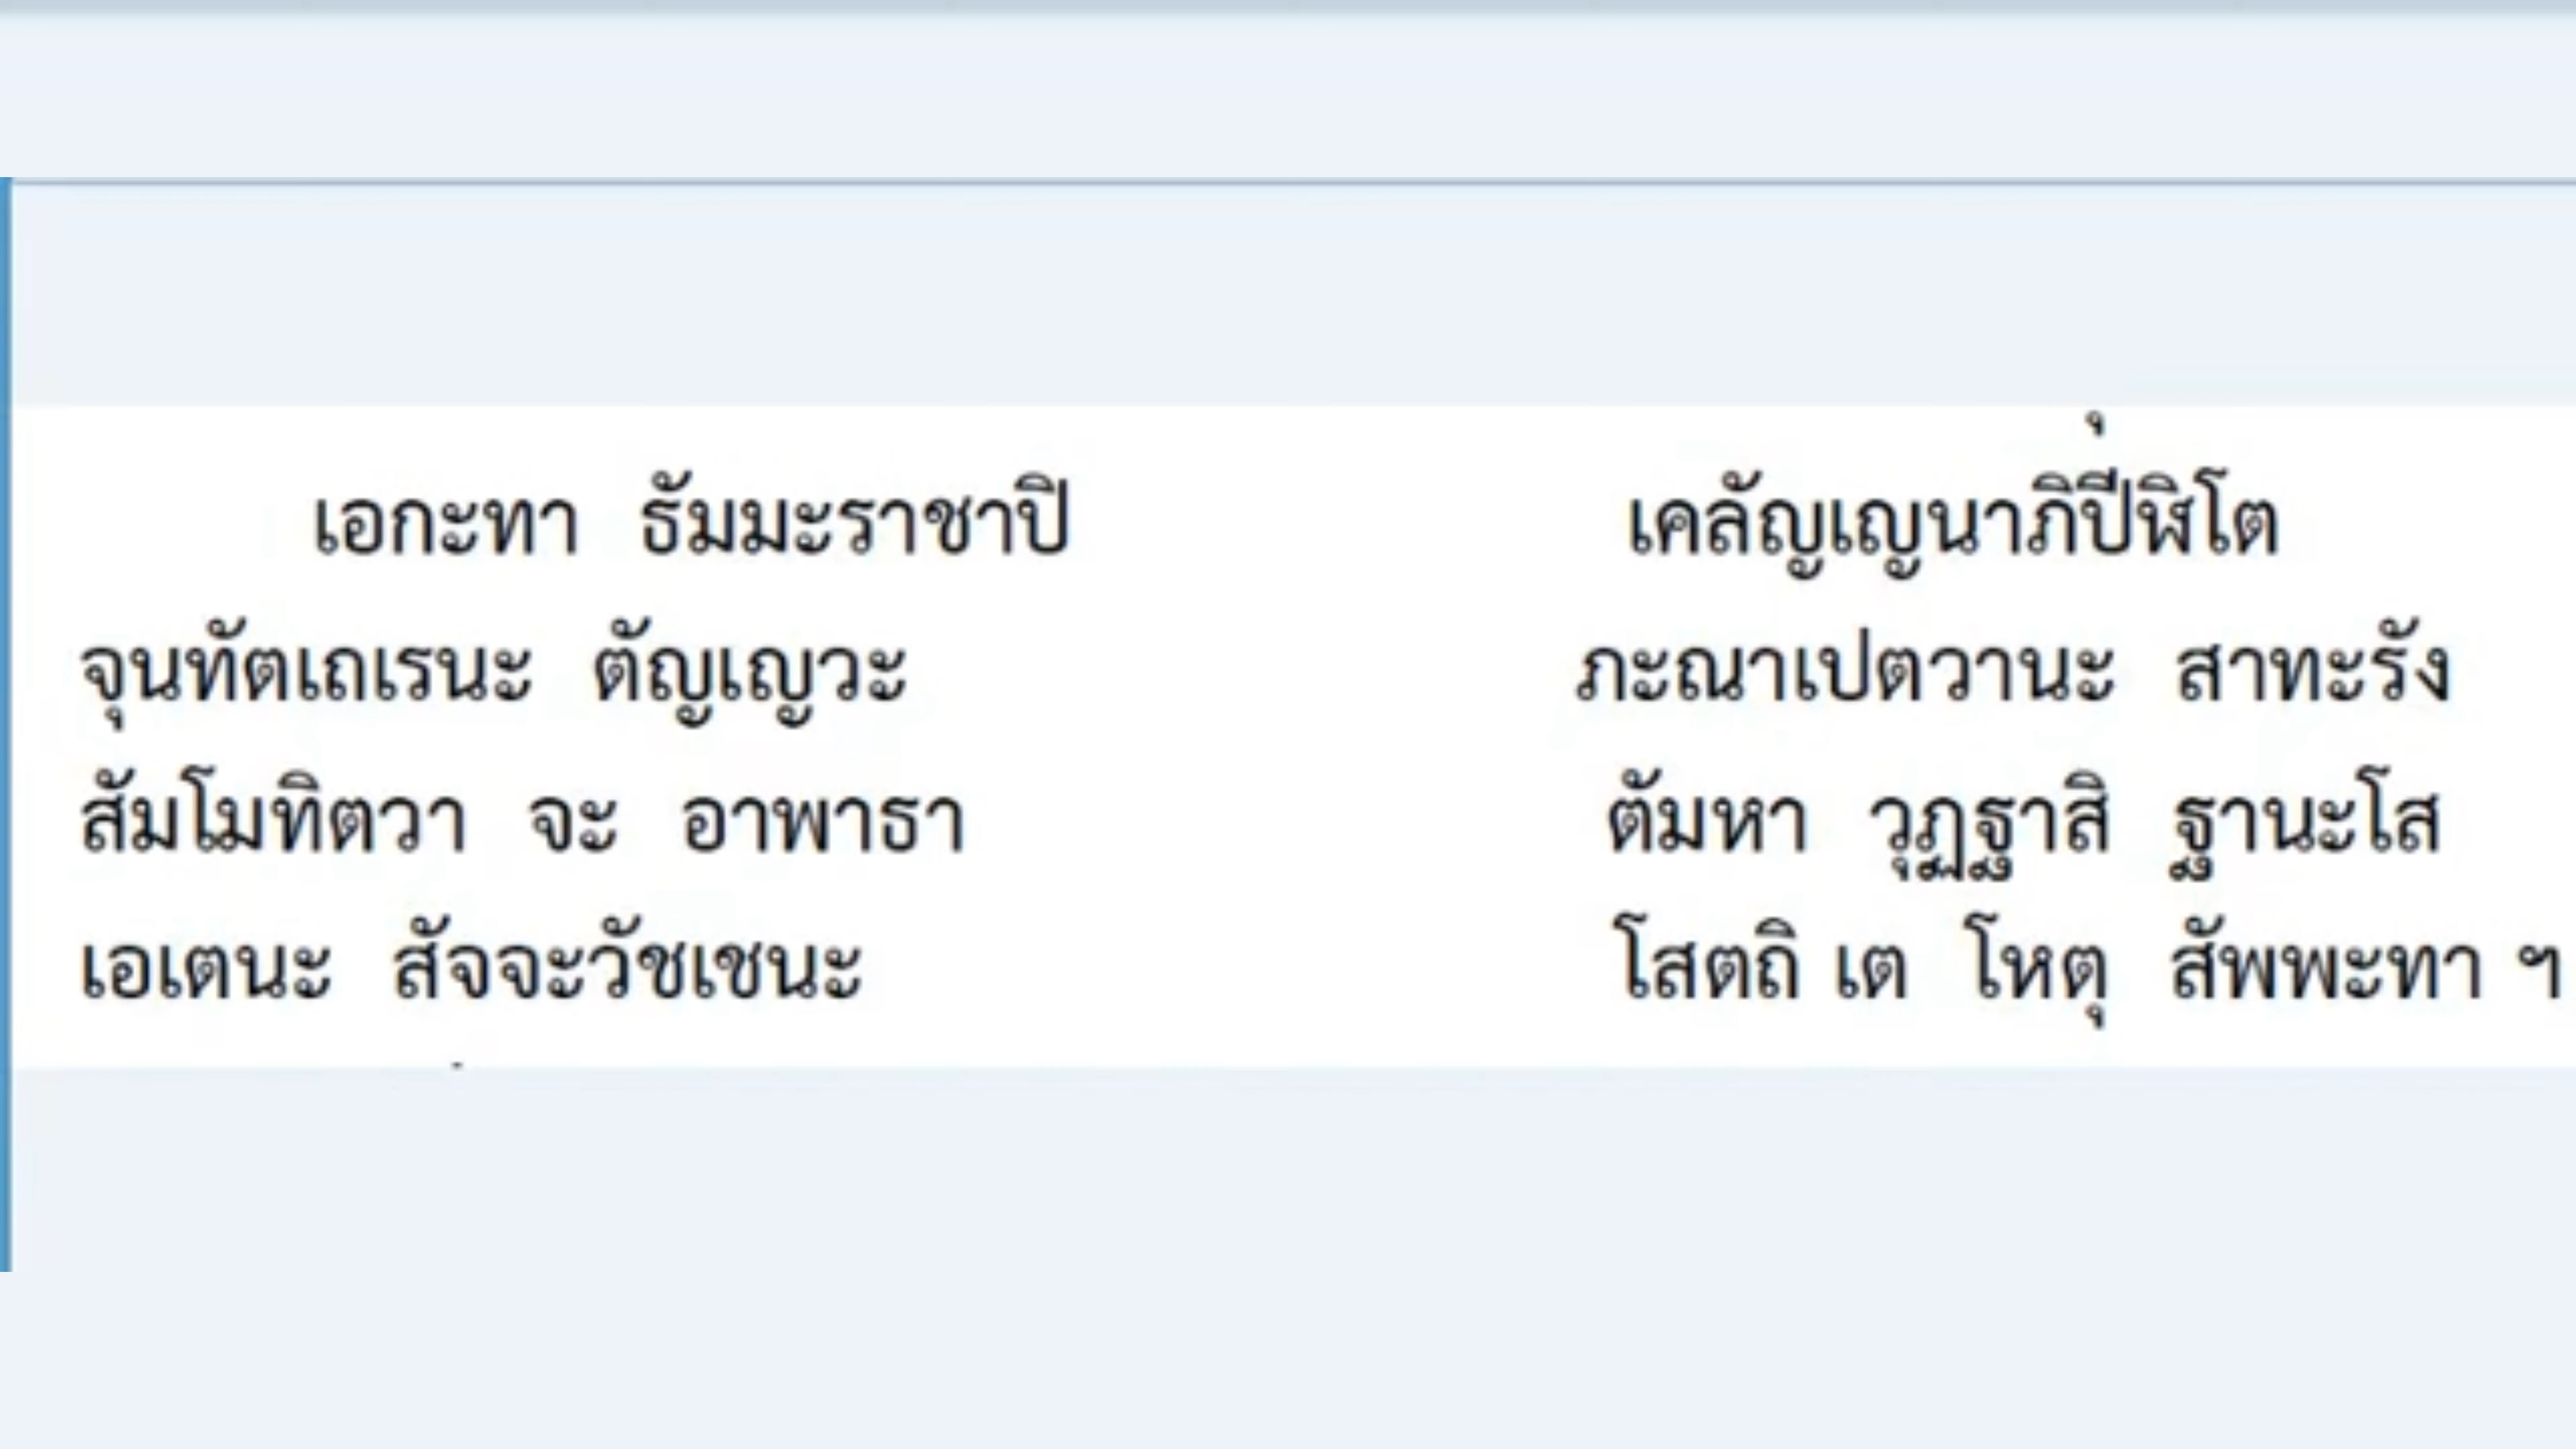 เอกะทา ธัมมะราชาปิ เคลัญเญนาภิปีฬิโต
จุนทัตเถเรนะ ตัญเญวะ ภะณาเปตวานะ สาทะรัง
สัมโมทิตวา จะ อาพาธา ตัมหา วุฏฐาสิ ฐานะโส
เอเตนะ สัจจะวัชเชนะ โสตถิ เต โหตุ สัพพะทา ฯ